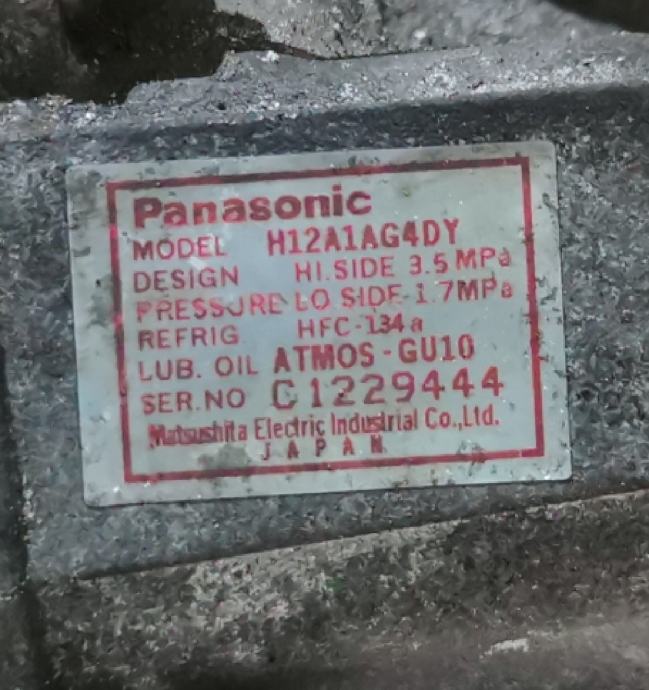 Panasonic
MODEL H12A1AG4DY
DESIGN HI.SIDE 3.5 MPa
PRESSURE LO SIDE 1.7MPa
REFRIG HFC-134a
LUB. OIL ATMOS-GU10
SER.NO C1229444
Matsushita Electric Industrial Co.,Ltd.
JAPAN